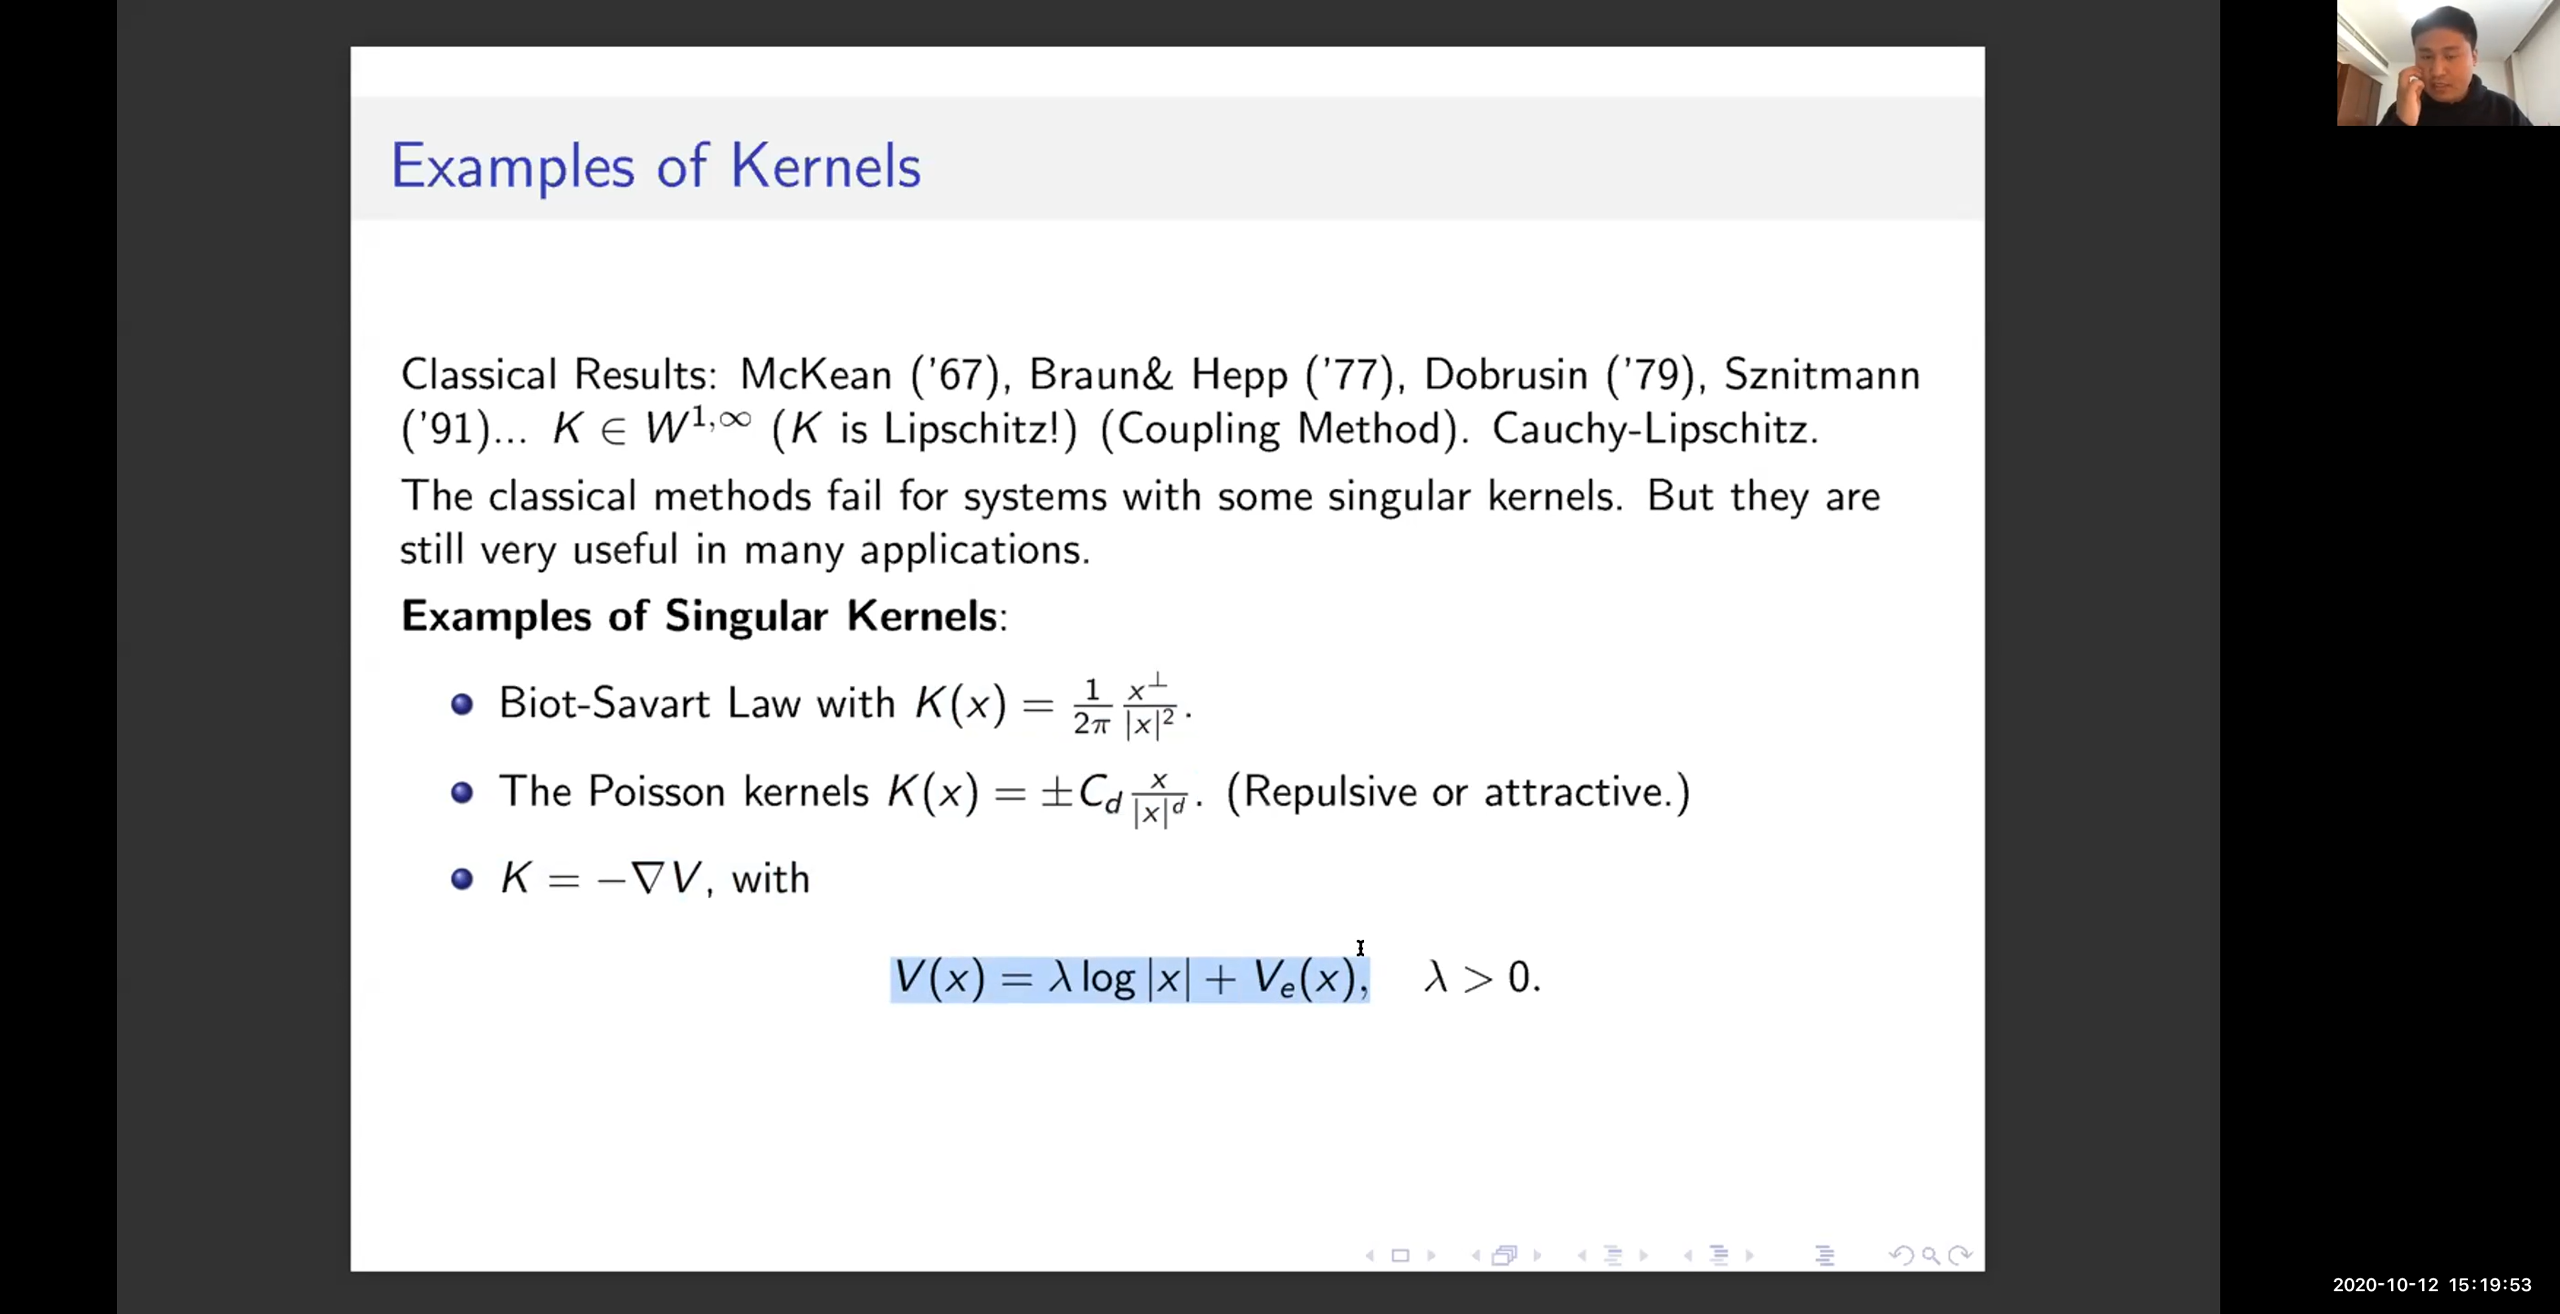 Examples of Kernels
Classical Results: McKean ('67), Braun& Hepp ('77), Dobrusin ('79), Sznitmann
('91)... K ∈ W^{1,∞} (K is Lipschitz!) (Coupling Method). Cauchy-Lipschitz.
The classical methods fail for systems with some singular kernels. But they are
still very useful in many applications.
Examples of Singular Kernels:
Biot-Savart Law with K(x) = \frac{1}{2π} \frac{x^⊥}{|x|^2}.
The Poisson kernels K(x) = ±C_d \frac{x}{|x|^d}. (Repulsive or attractive.)
K = −∇V, with
V(x) = λ log |x| + V_e(x), λ > 0.
2020-10-12 15:19:53